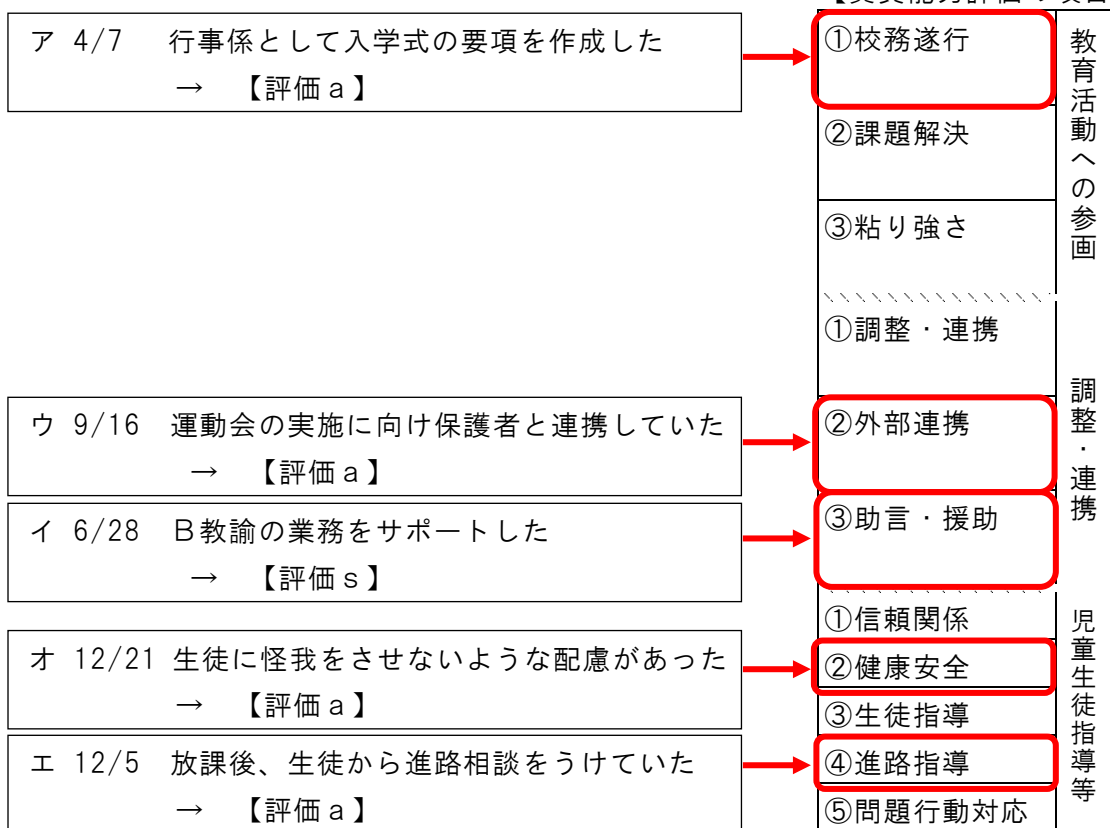 ア 4/7 行事係として入学式の要項を作成した
→ 【評価a】
ウ 9/16 運動会の実施に向け保護者と連携していた
→ 【評価a】
イ 6/28 B教諭の業務をサポートした
→ 【評価s】
オ 12/21 生徒に怪我をさせないような配慮があった
→ 【評価a】
エ 12/5 放課後、生徒から進路相談をうけていた
→ 【評価a】
①校務遂行
②課題解決
③粘り強さ
教育活動への参画
①調整・連携
②外部連携
③助言・援助
調整・連携
①信頼関係
②健康安全
③生徒指導
④進路指導
⑤問題行動対応
児童生徒指導等